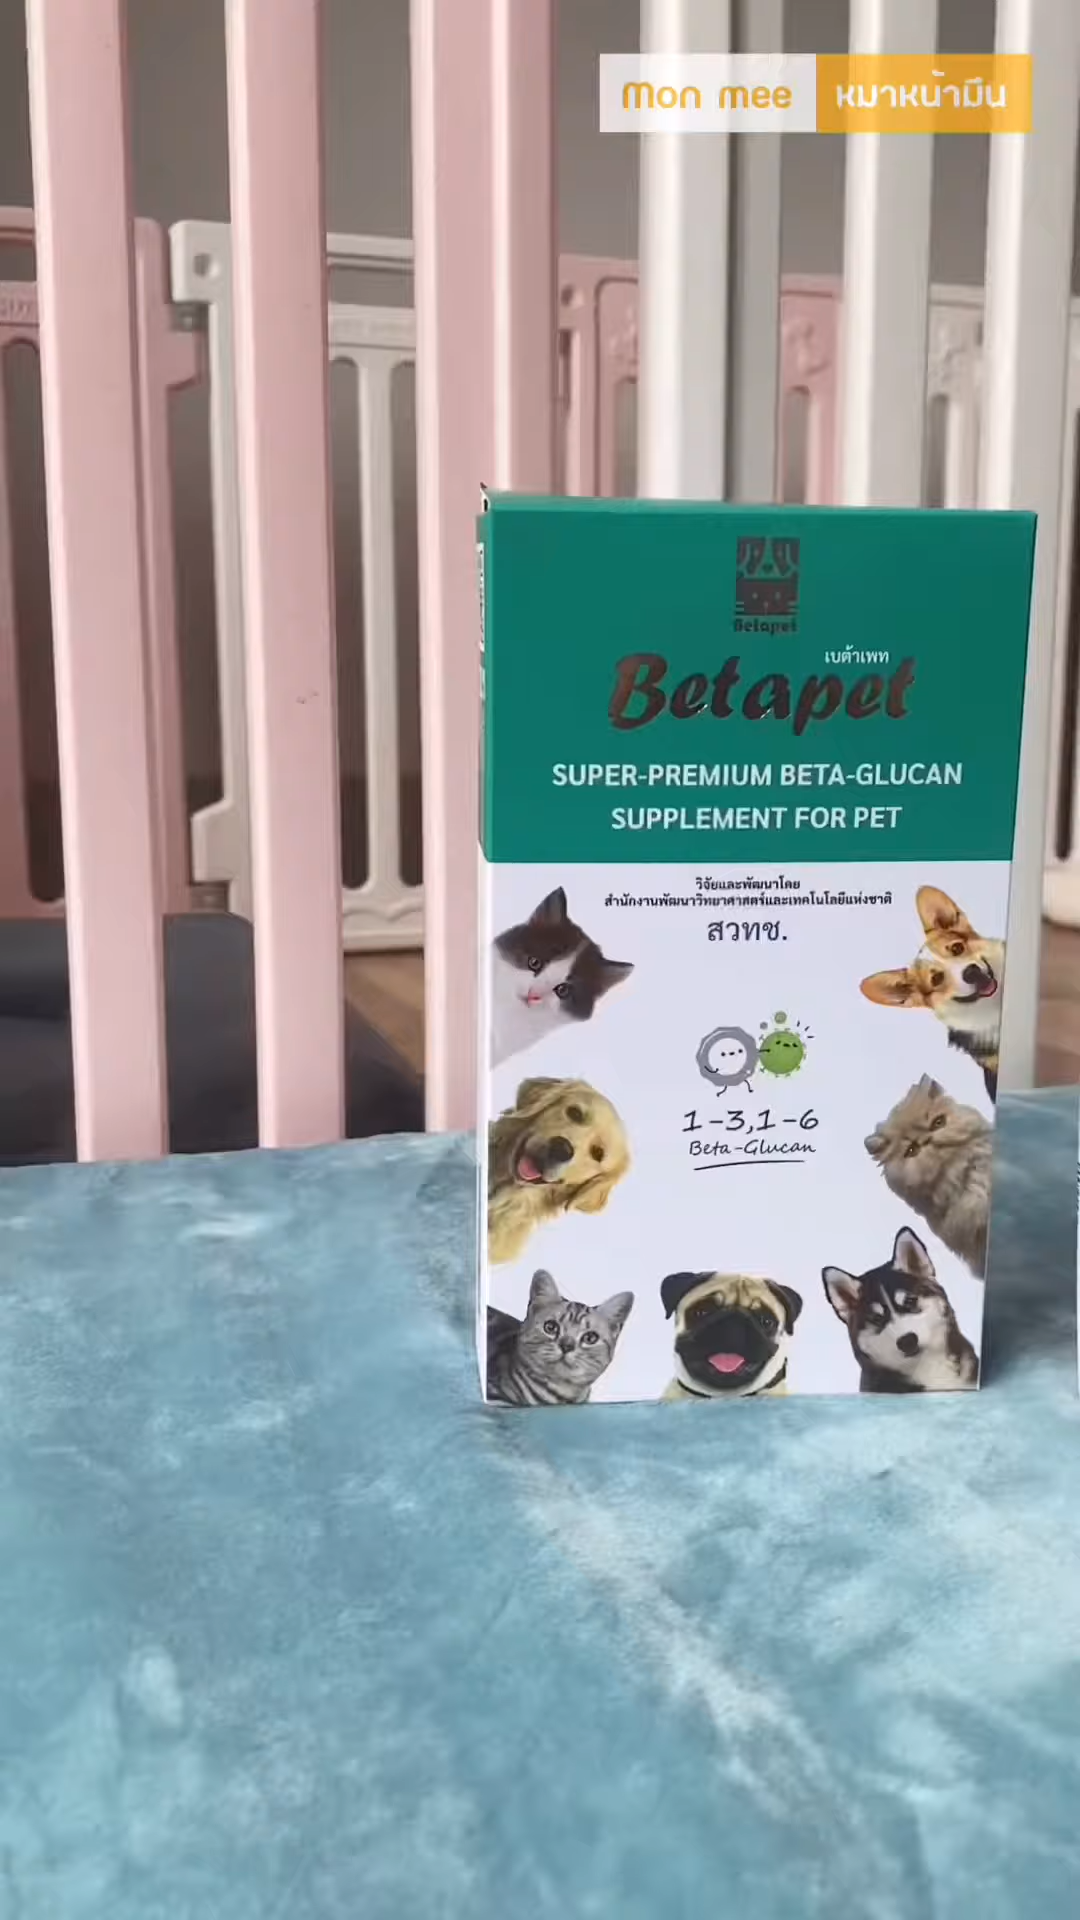 Mon mee หมาหน้ามึน
Betapet
เบต้าเพท
Betapet
SUPER-PREMIUM BETA-GLUCAN
SUPPLEMENT FOR PET
วิจัยและพัฒนาโดย
สำนักงานพัฒนาวิทยาศาสตร์และเทคโนโลยีแห่งชาติ
สวทช.
1-3,1-6
Beta-Glucan